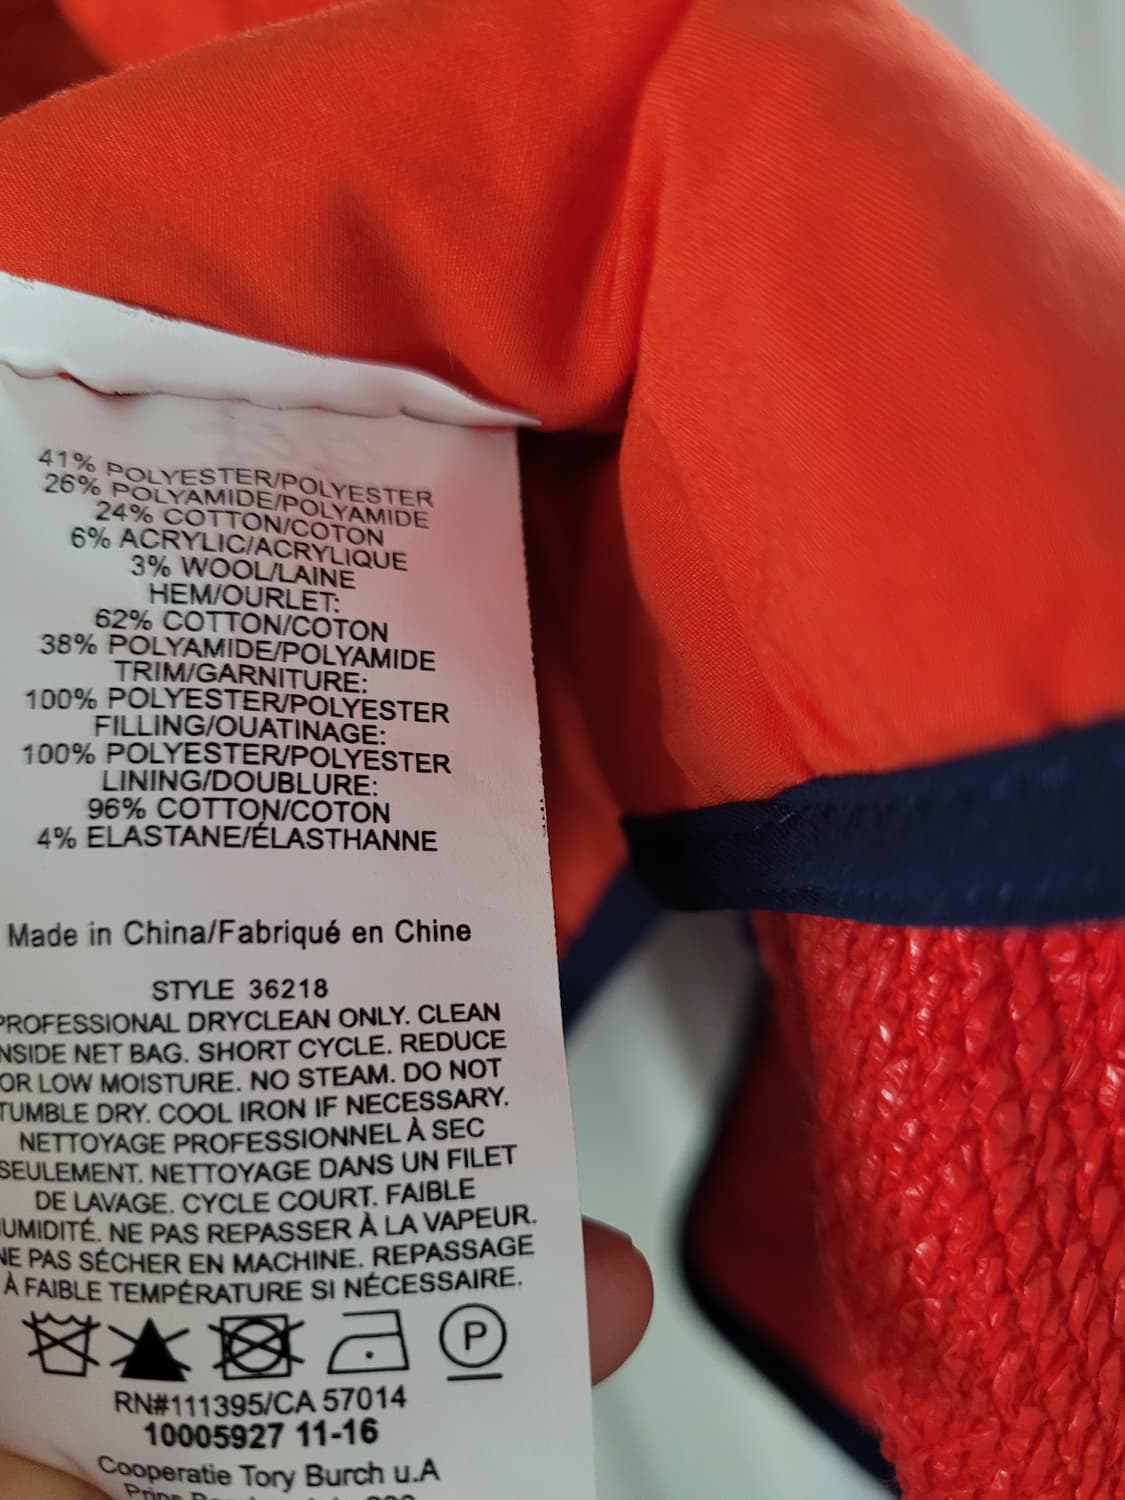 41% POLYESTER/POLYESTER
26% POLYAMIDE/POLYAMIDE
24% COTTON/COTON
6% ACRYLIC/ACRYLIQUE
3% WOOL/LAINE
HEM/OURLET:
62% COTTON/COTON
38% POLYAMIDE/POLYAMIDE
TRIM/GARNITURE:
100% POLYESTER/POLYESTER
FILLING/OUATINAGE:
100% POLYESTER/POLYESTER
LINING/DOUBLURE:
96% COTTON/COTON
4% ELASTANE/ÉLASTHANNE
Made in China/Fabriqué en Chine
STYLE 36218
PROFESSIONAL DRYCLEAN ONLY. CLEAN
NSIDE NET BAG. SHORT CYCLE. REDUCE
OR LOW MOISTURE. NO STEAM. DO NOT
TUMBLE DRY. COOL IRON IF NECESSARY.
NETTOYAGE PROFESSIONNEL À SEC
SEULEMENT. NETTOYAGE DANS UN FILET
DE LAVAGE. CYCLE COURT. FAIBLE
UMIDITÉ. NE PAS REPASSER À LA VAPEUR.
NE PAS SÉCHER EN MACHINE. REPASSAGE
À FAIBLE TEMPÉRATURE SI NÉCESSAIRE.
P
RN#111395/CA 57014
10005927 11-16
Cooperatie Tory Burch u.A